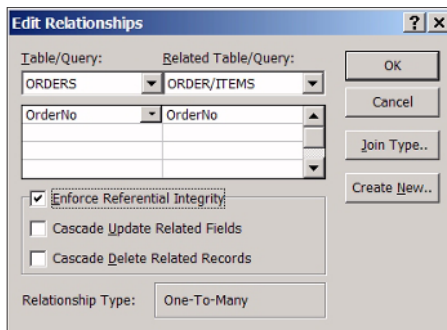 Edit Relationships
Table/Query: Related Table/Query:
ORDERS ORDER/ITEMS
OrderNo OrderNo
Enforce Referential Integrity
Cascade Update Related Fields
Cascade Delete Related Records
Relationship Type: One-To-Many
OK
Cancel
Join Type..
Create New..